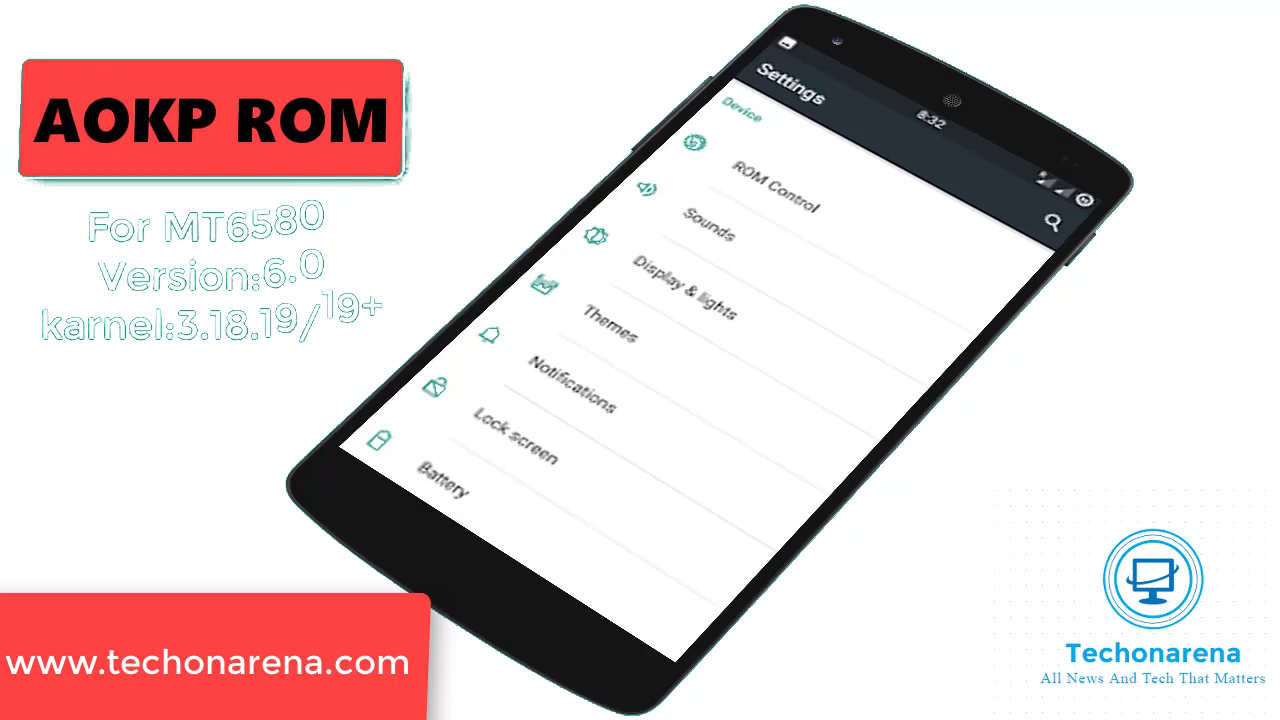 AOKP ROM
For MT6580
Version:6.0
karnel:3.18.19/19+
Settings
8:32
Device
ROM Control
Sounds
Display & lights
Themes
Notifications
Lock screen
Battery
www.techonarena.com
Techonarena
All News And Tech That Matters